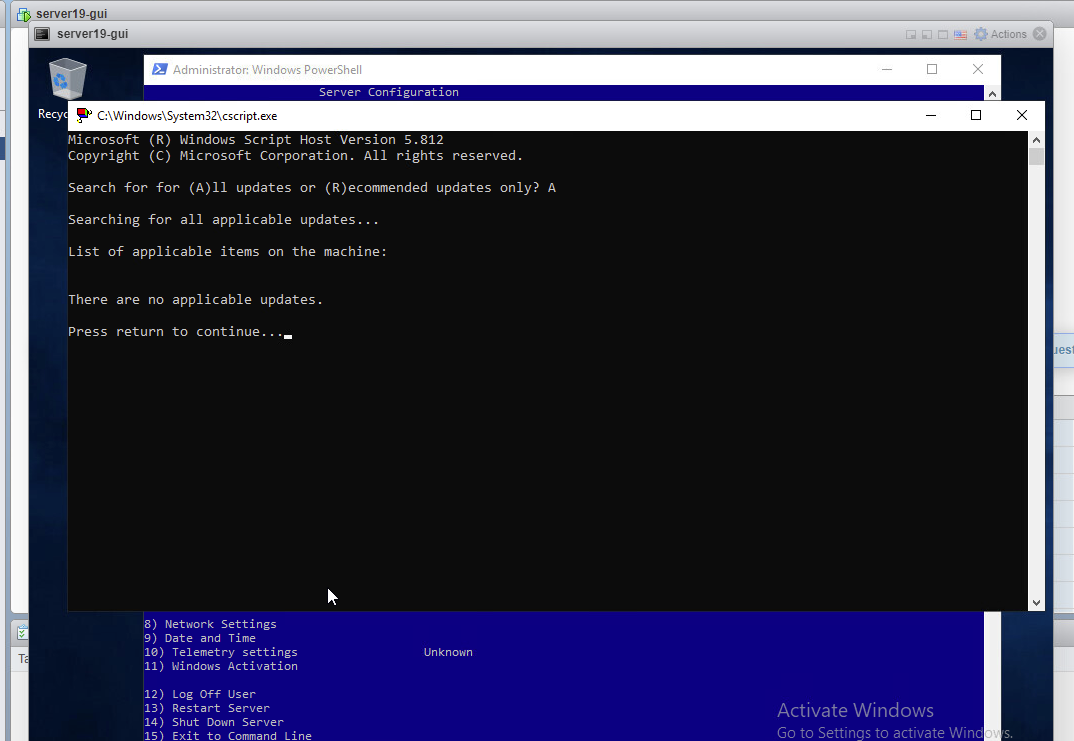 server19-gui
server19-gui
Actions
Administrator: Windows PowerShell
Server Configuration
C:\Windows\System32\cscript.exe
Microsoft (R) Windows Script Host Version 5.812
Copyright (C) Microsoft Corporation. All rights reserved.
Search for for (A)ll updates or (R)ecommended updates only? A
Searching for all applicable updates...
List of applicable items on the machine:
There are no applicable updates.
Press return to continue...
8) Network Settings
9) Date and Time
10) Telemetry settings Unknown
11) Windows Activation
12) Log Off User
13) Restart Server
14) Shut Down Server
15) Exit to Command Line
Activate Windows
Go to Settings to activate Windows.